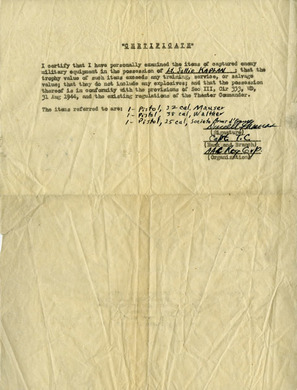 "CERTIFICATE"
I certify that I have personally examined the items of captured enemy
military equipment in the possession of Lt. KAPLAN ; that the
trophy value of such items exceeds any training, service, or salvage
value; that they do not include any explosives; and that the possession
thereof is in conformity with the provisions of Sec III, Cir 353, WD,
31 Aug 1944, and the existing regulations of the Theater Commander.
The items referred to are:
1- Pistol, 32 cal, Mauser
1- Pistol, 38 cal, Walther
1- Pistol, 25 cal, Societe
(Signature)
Capt. T.C.
(Rank and Branch)
(Organization)